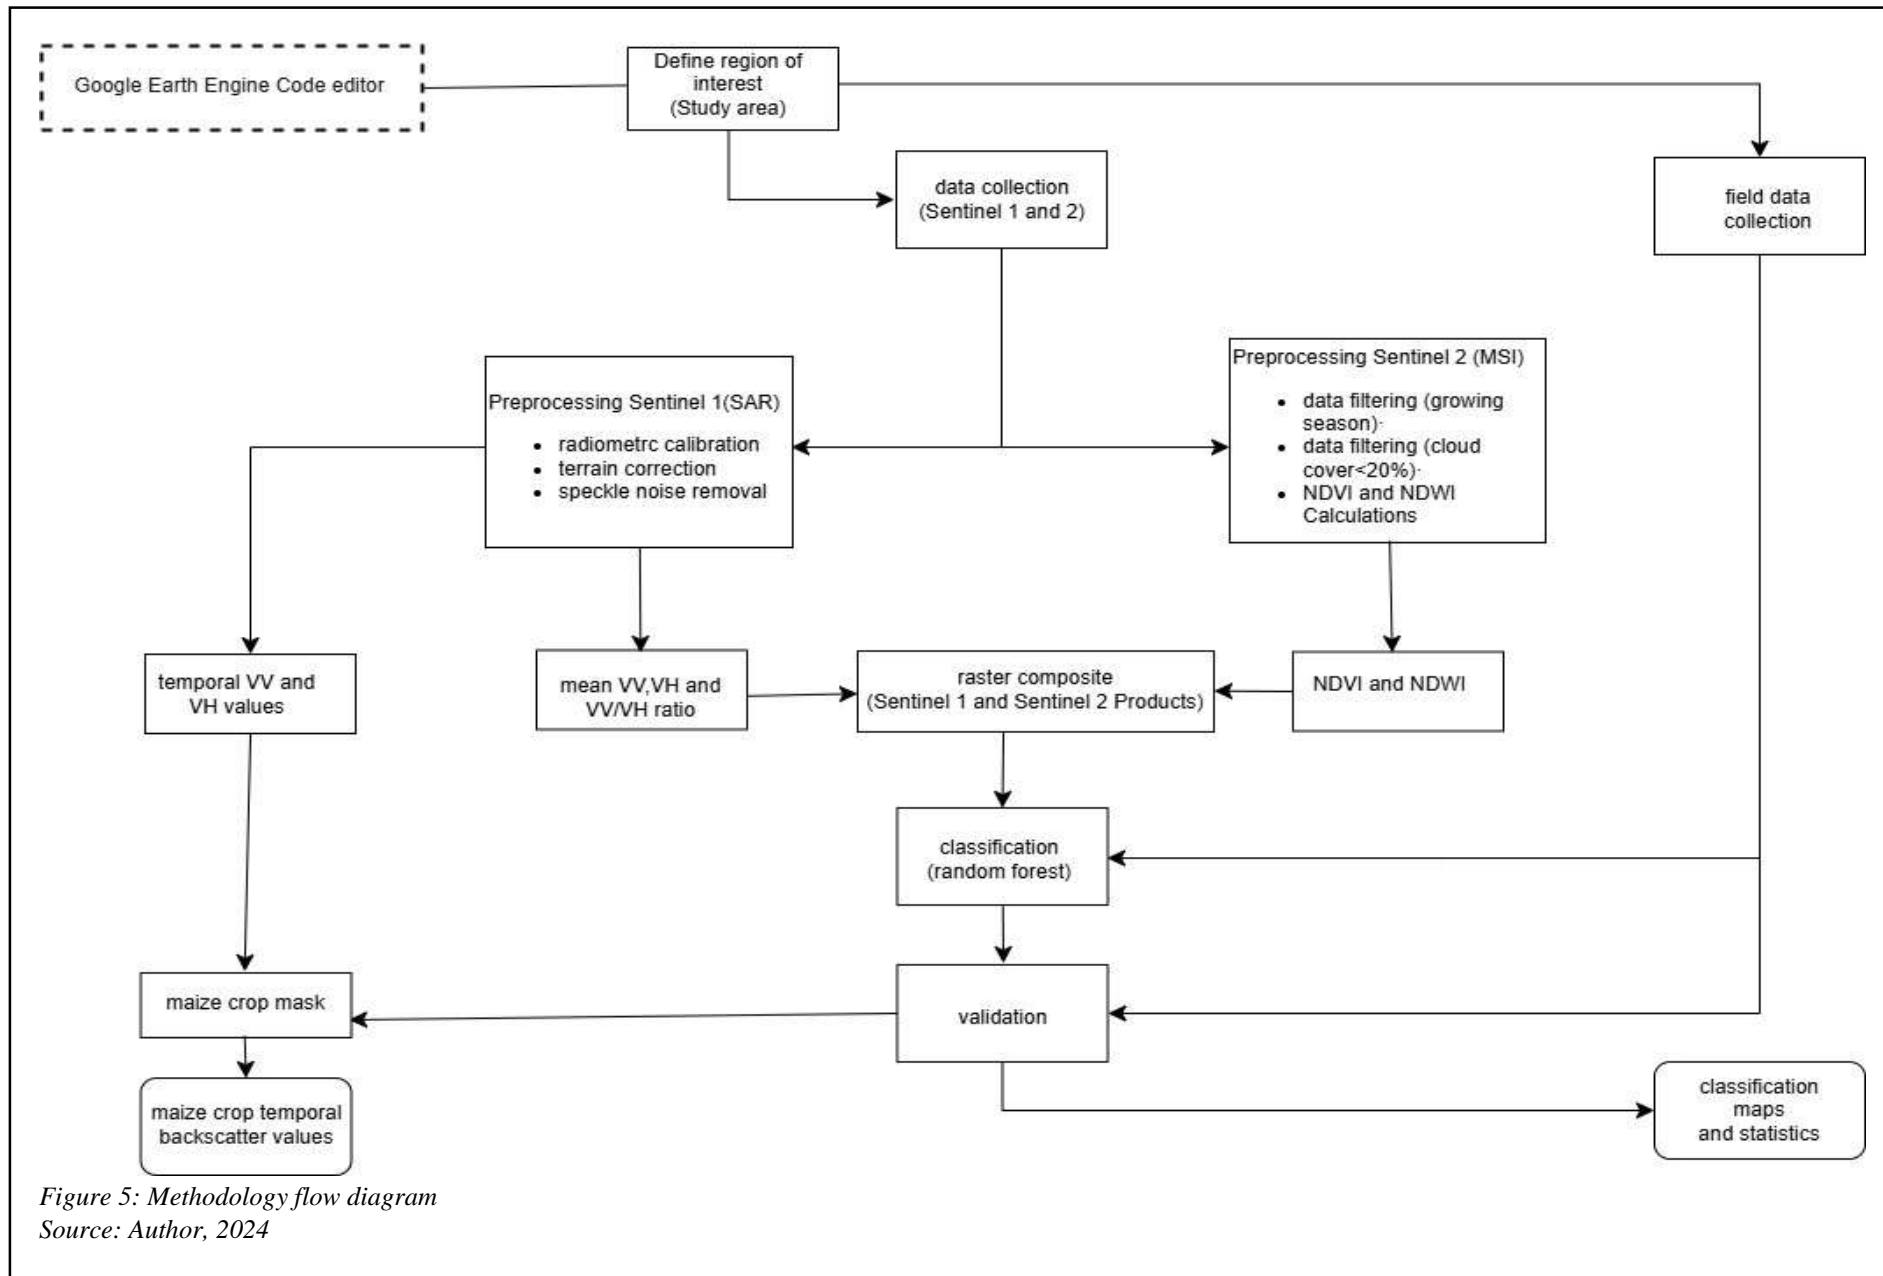 Google Earth Engine Code editor
Define region of
interest
(Study area)
data collection
(Sentinel 1 and 2)
field data
collection
Preprocessing Sentinel 1(SAR)
• radiometrc calibration
• terrain correction
• speckle noise removal
Preprocessing Sentinel 2 (MSI)
• data filtering (growing
season)·
• data filtering (cloud
cover<20%)·
• NDVI and NDWI
Calculations
temporal VV and
VH values
mean VV,VH and
VV/VH ratio
raster composite
(Sentinel 1 and Sentinel 2 Products)
NDVI and NDWI
classification
(random forest)
maize crop mask
validation
maize crop temporal
backscatter values
classification
maps
and statistics
Figure 5: Methodology flow diagram
Source: Author, 2024